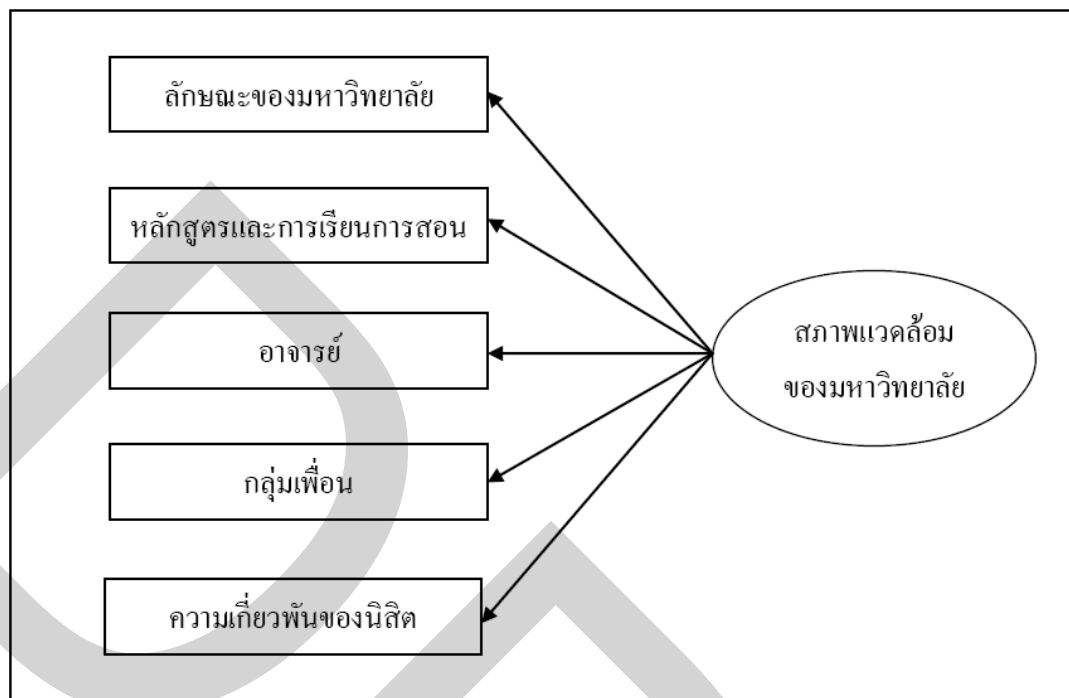 ลักษณะของมหาวิทยาลัย
หลักสูตรและการเรียนการสอน
อาจารย์
กลุ่มเพื่อน
ความเกี่ยวพันของนิสิต
สภาพแวดล้อม
ของมหาวิทยาลัย